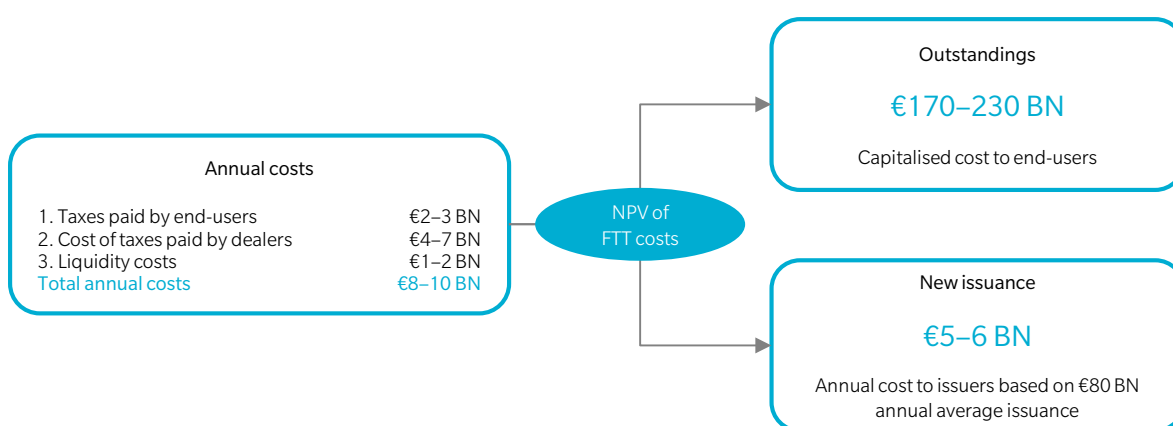 Annual costs
1. Taxes paid by end-users €2–3 BN
2. Cost of taxes paid by dealers €4–7 BN
3. Liquidity costs €1–2 BN
Total annual costs €8–10 BN
NPV of
FTT costs
Outstandings
€170–230 BN
Capitalised cost to end-users
New issuance
€5–6 BN
Annual cost to issuers based on €80 BN
annual average issuance